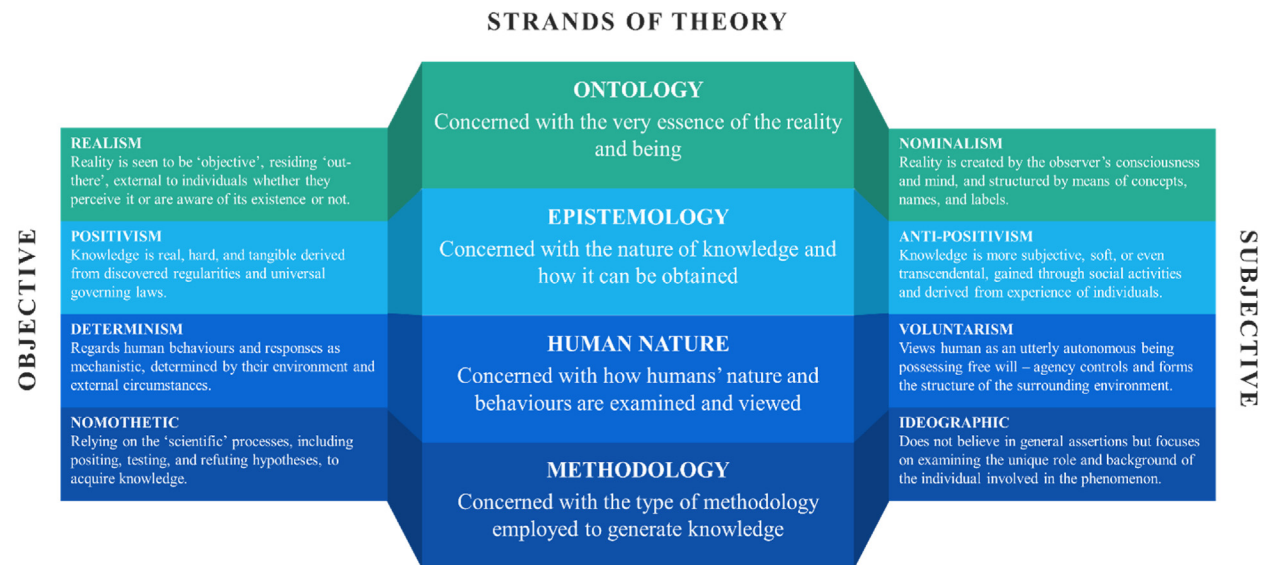 STRANDS OF THEORY
OBJECTIVE
REALISM
Reality is seen to be ‘objective’, residing ‘out-
there’, external to individuals whether they
perceive it or are aware of its existence or not.
POSITIVISM
Knowledge is real, hard, and tangible derived
from discovered regularities and universal
governing laws.
DETERMINISM
Regards human behaviours and responses as
mechanistic, determined by their environment and
external circumstances.
NOMOTHETIC
Relying on the ‘scientific’ processes, including
positing, testing, and refuting hypotheses, to
acquire knowledge.
ONTOLOGY
Concerned with the very essence of the reality
and being
EPISTEMOLOGY
Concerned with the nature of knowledge and
how it can be obtained
HUMAN NATURE
Concerned with how humans’ nature and
behaviours are examined and viewed
METHODOLOGY
Concerned with the type of methodology
employed to generate knowledge
NOMINALISM
Reality is created by the observer’s consciousness
and mind, and structured by means of concepts,
names, and labels.
ANTI-POSITIVISM
Knowledge is more subjective, soft, or even
transcendental, gained through social activities
and derived from experience of individuals.
VOLUNTARISM
Views human as an utterly autonomous being
possessing free will – agency controls and forms
the structure of the surrounding environment.
IDEOGRAPHIC
Does not believe in general assertions but focuses
on examining the unique role and background of
the individual involved in the phenomenon.
SUBJECTIVE